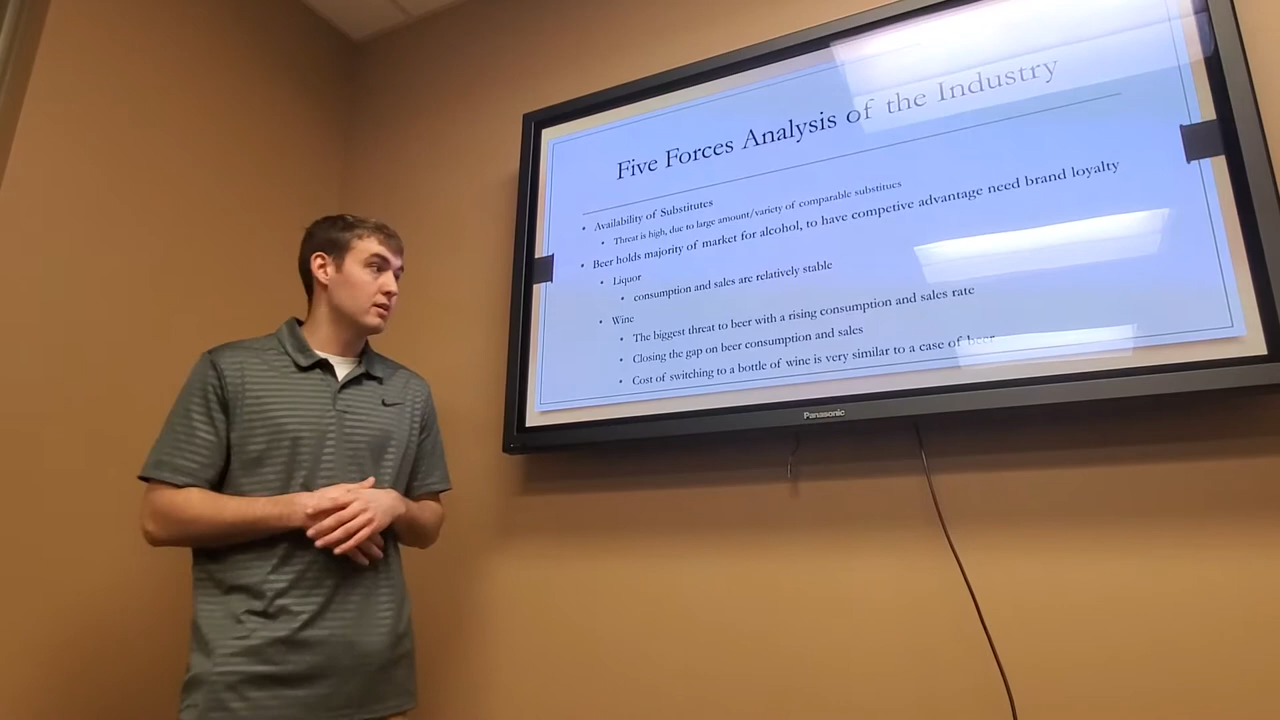 Five Forces Analysis of the Industry
• Availability of Substitutes
• Threat is high, due to large amount/variety of comparable substitues
• Beer holds majority of market for alcohol, to have competive advantage need brand loyalty
• Liquor
• consumption and sales are relatively stable
• Wine
• The biggest threat to beer with a rising consumption and sales rate
• Closing the gap on beer consumption and sales
• Cost of switching to a bottle of wine is very similar to a case of beer
Panasonic